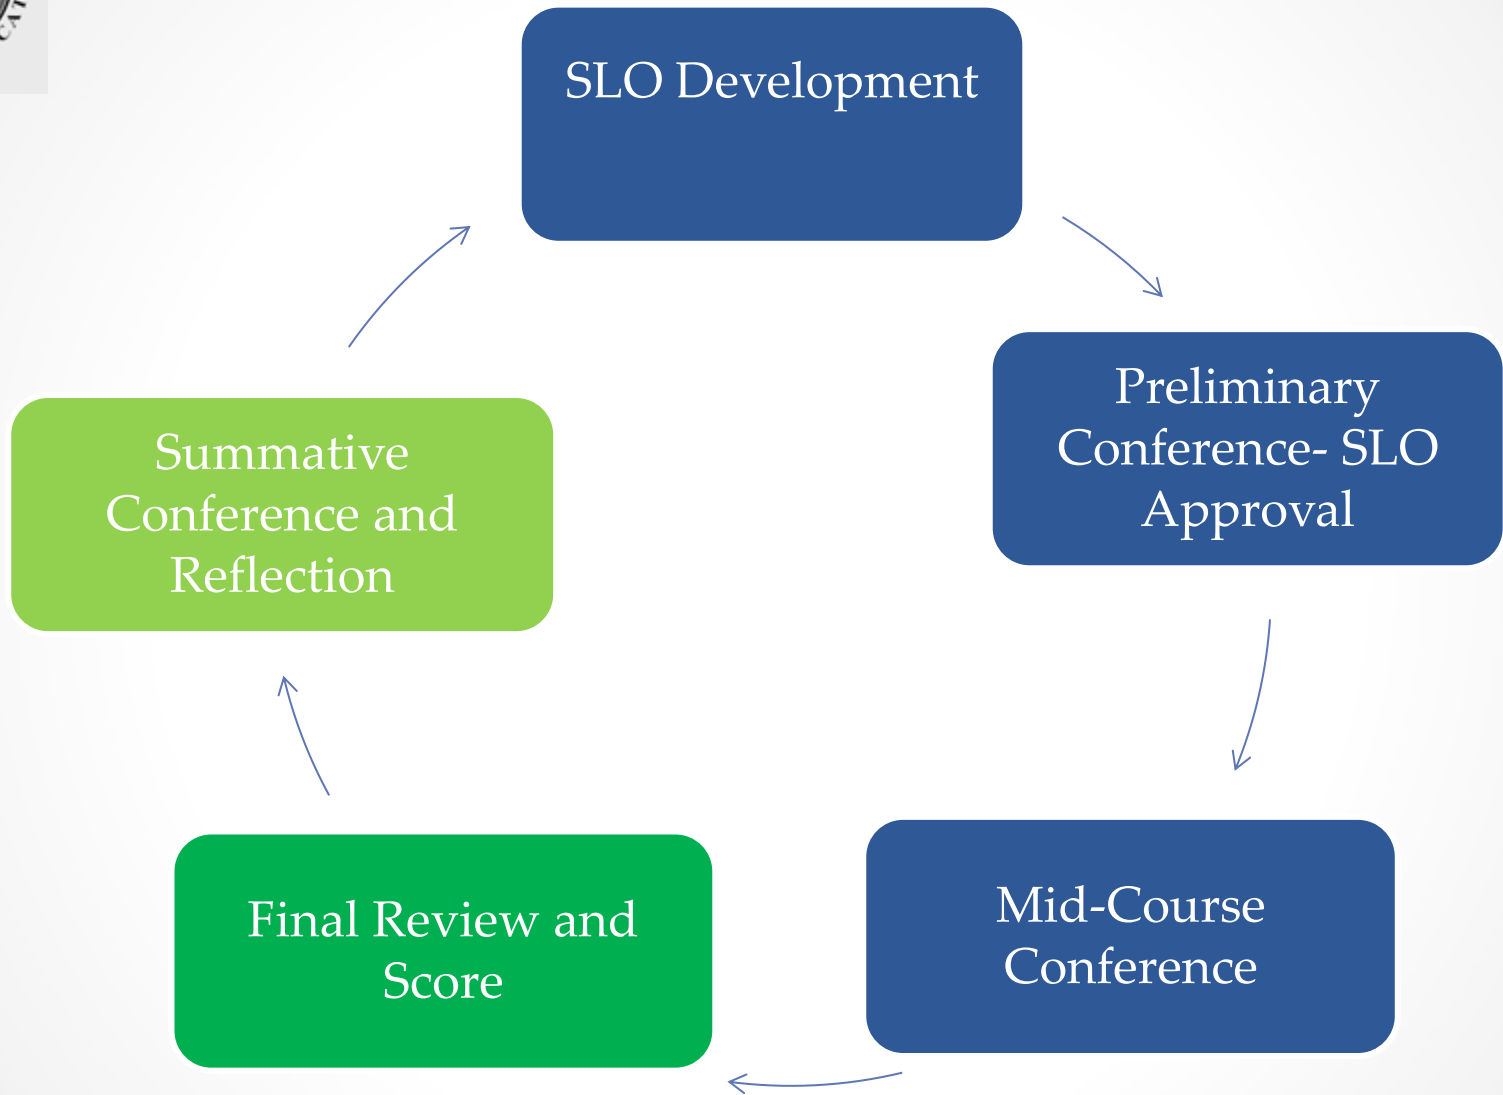 SLO Development
Preliminary
Conference- SLO
Approval
Mid-Course
Conference
Final Review and
Score
Summative
Conference and
Reflection